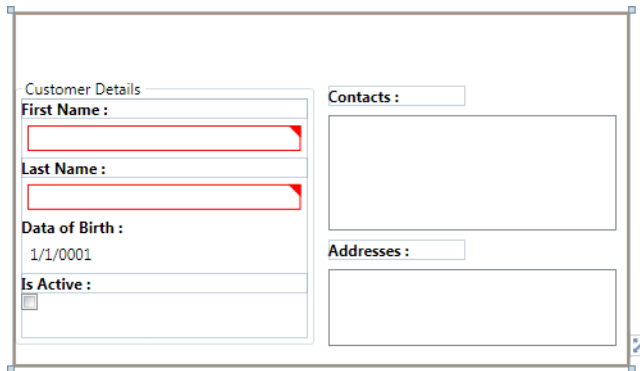 Customer Details
First Name :
Last Name :
Data of Birth :
1/1/0001
Is Active :
Contacts :
Addresses :